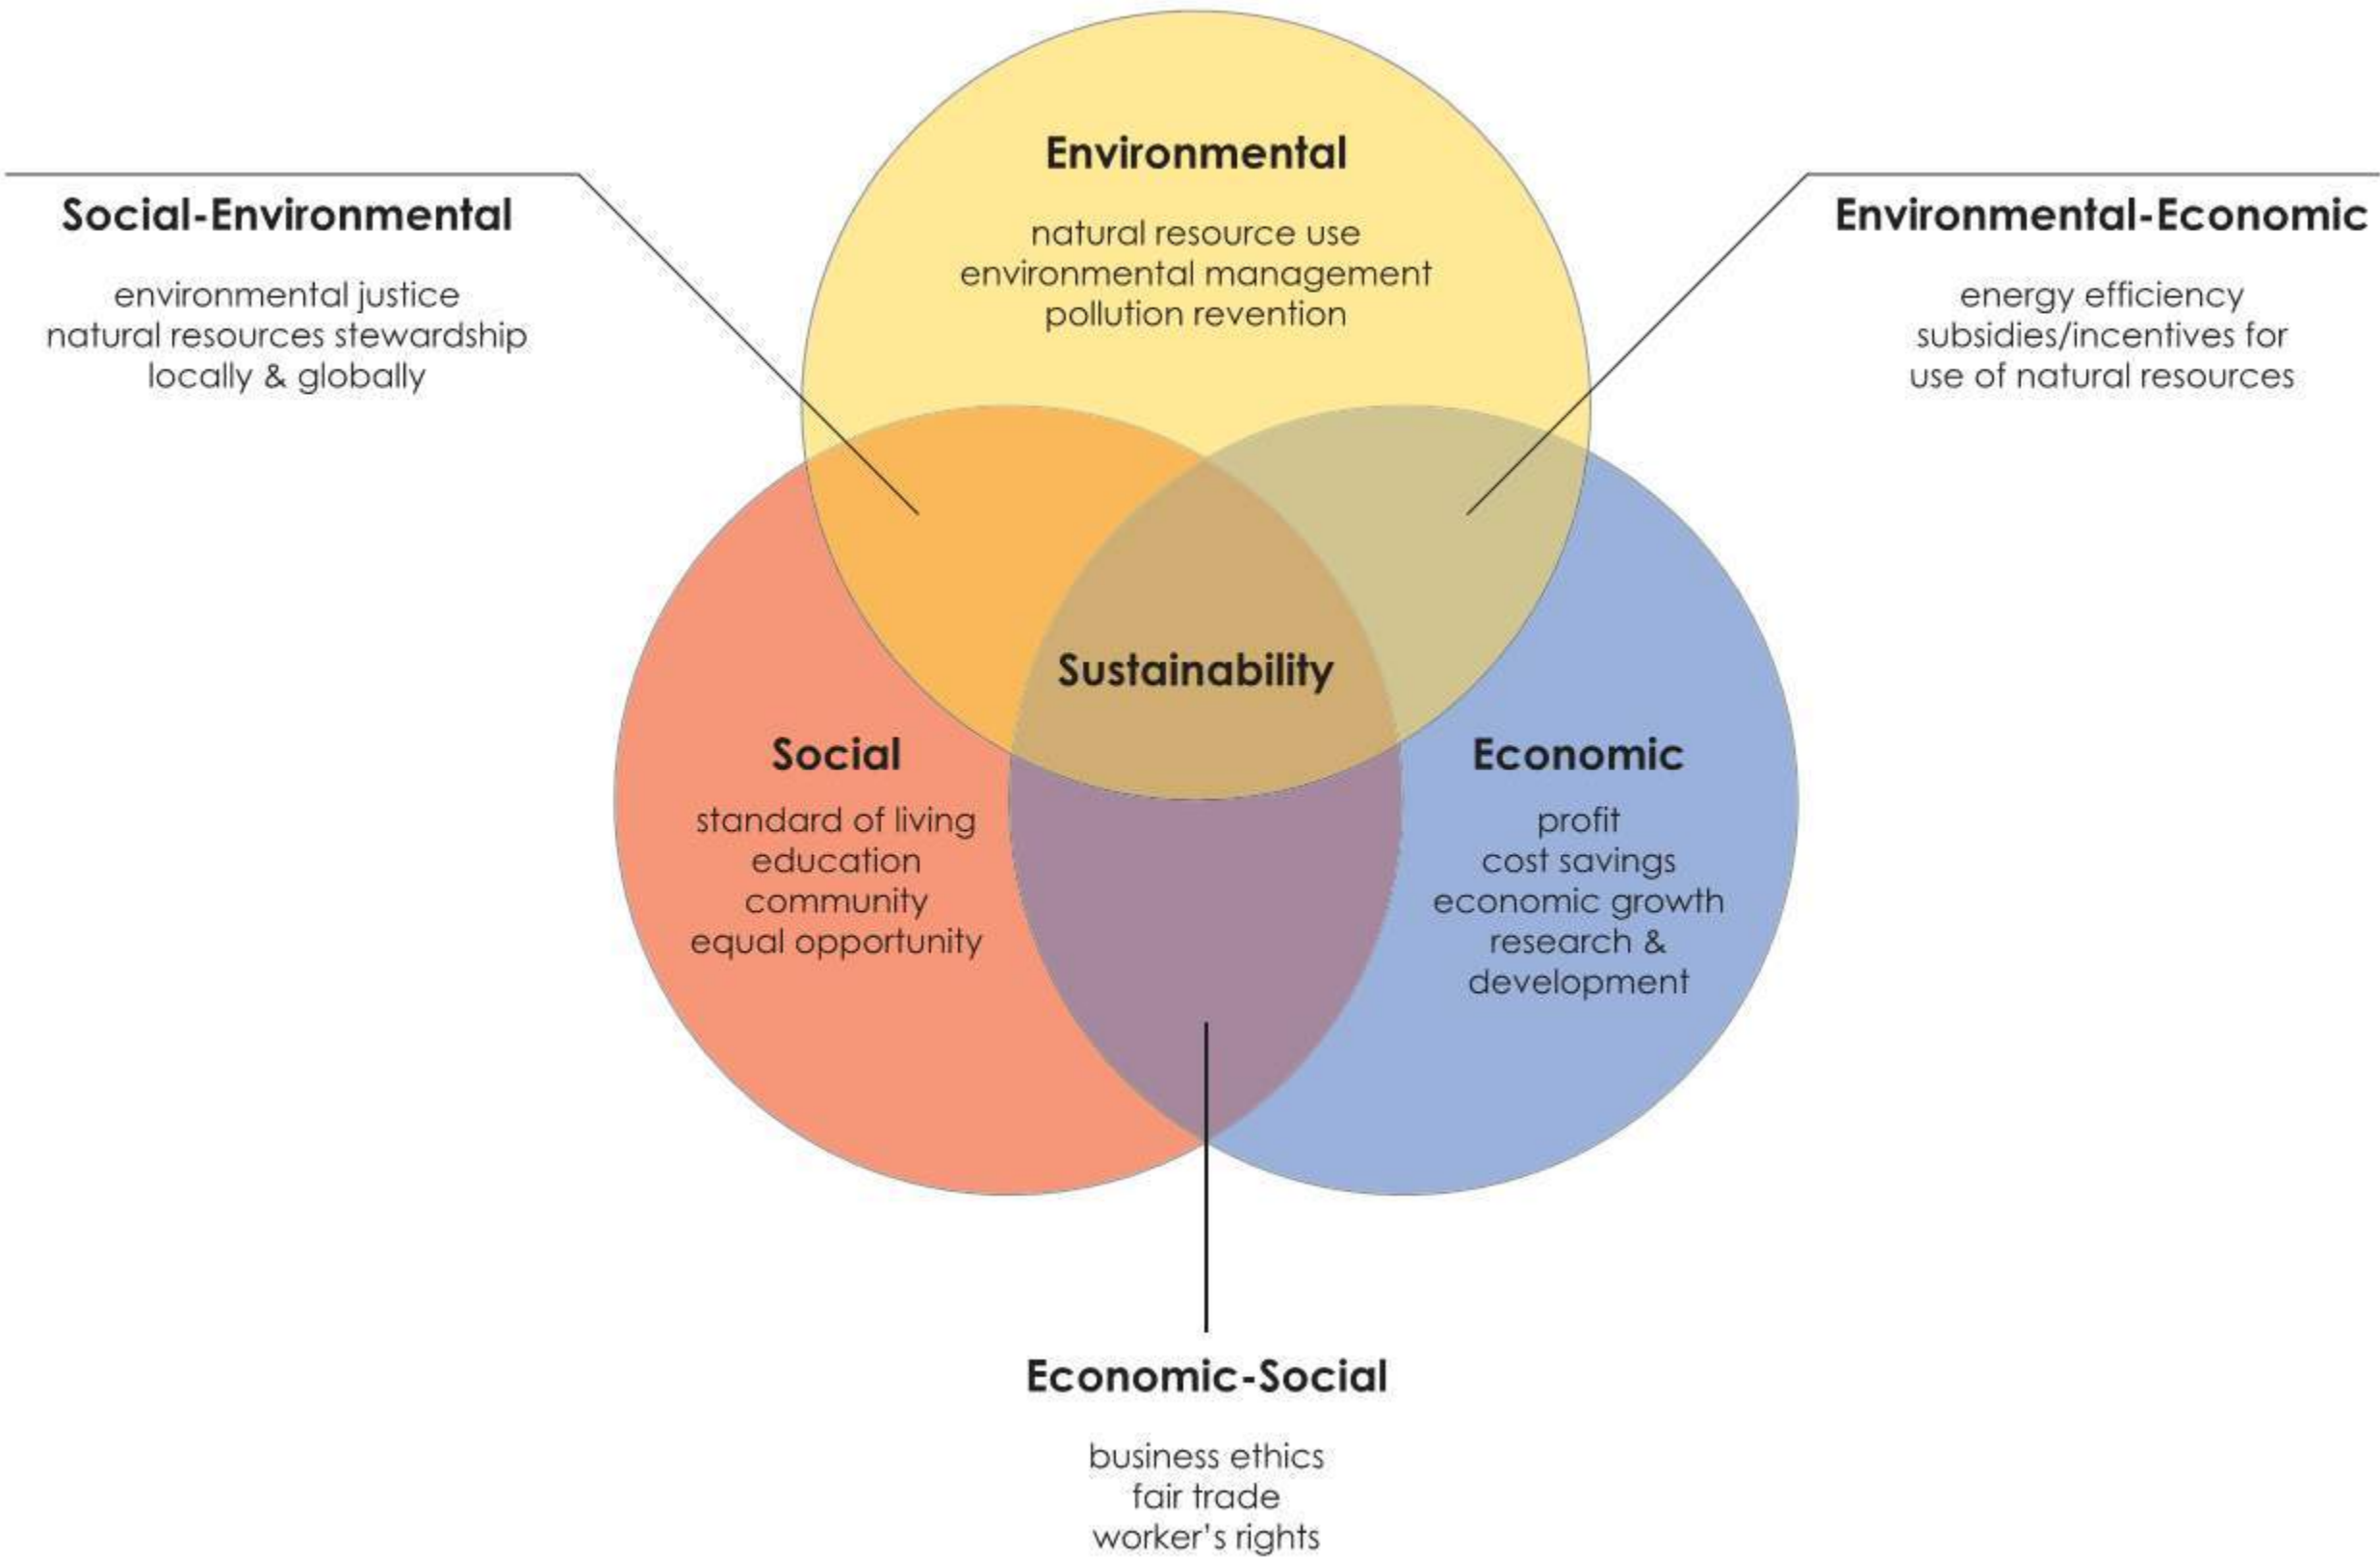 Environmental
natural resource use
environmental management
pollution revention
Social-Environmental
environmental justice
natural resources stewardship
locally & globally
Environmental-Economic
energy efficiency
subsidies/incentives for
use of natural resources
Sustainability
Social
standard of living
education
community
equal opportunity
Economic
profit
cost savings
economic growth
research &
development
Economic-Social
business ethics
fair trade
worker's rights